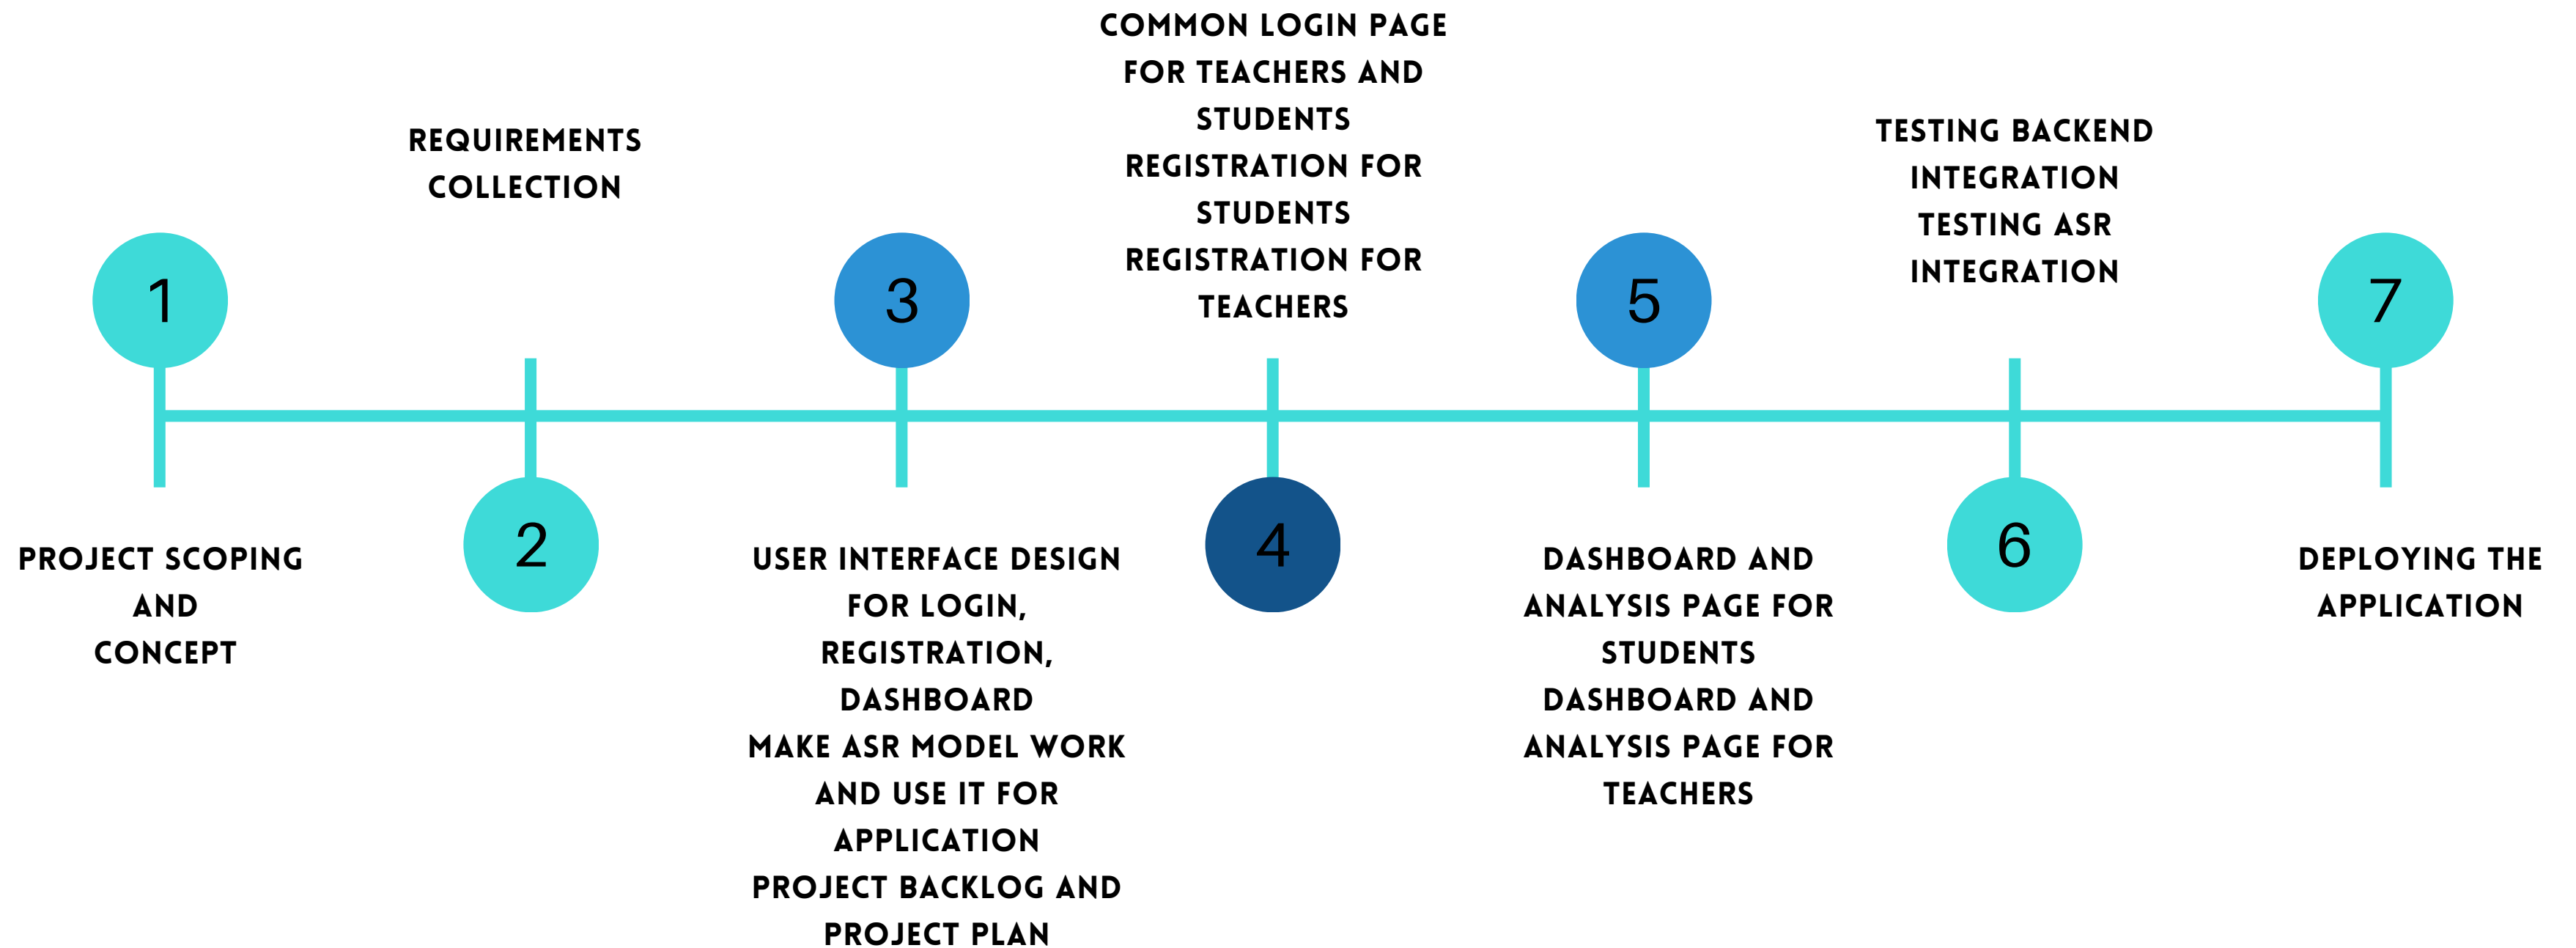 1
PROJECT SCOPING
AND
CONCEPT
REQUIREMENTS
COLLECTION
2
3
USER INTERFACE DESIGN
FOR LOGIN,
REGISTRATION,
DASHBOARD
MAKE ASR MODEL WORK
AND USE IT FOR
APPLICATION
PROJECT BACKLOG AND
PROJECT PLAN
COMMON LOGIN PAGE
FOR TEACHERS AND
STUDENTS
REGISTRATION FOR
STUDENTS
REGISTRATION FOR
TEACHERS
4
5
DASHBOARD AND
ANALYSIS PAGE FOR
STUDENTS
DASHBOARD AND
ANALYSIS PAGE FOR
TEACHERS
TESTING BACKEND
INTEGRATION
TESTING ASR
INTEGRATION
6
7
DEPLOYING THE
APPLICATION